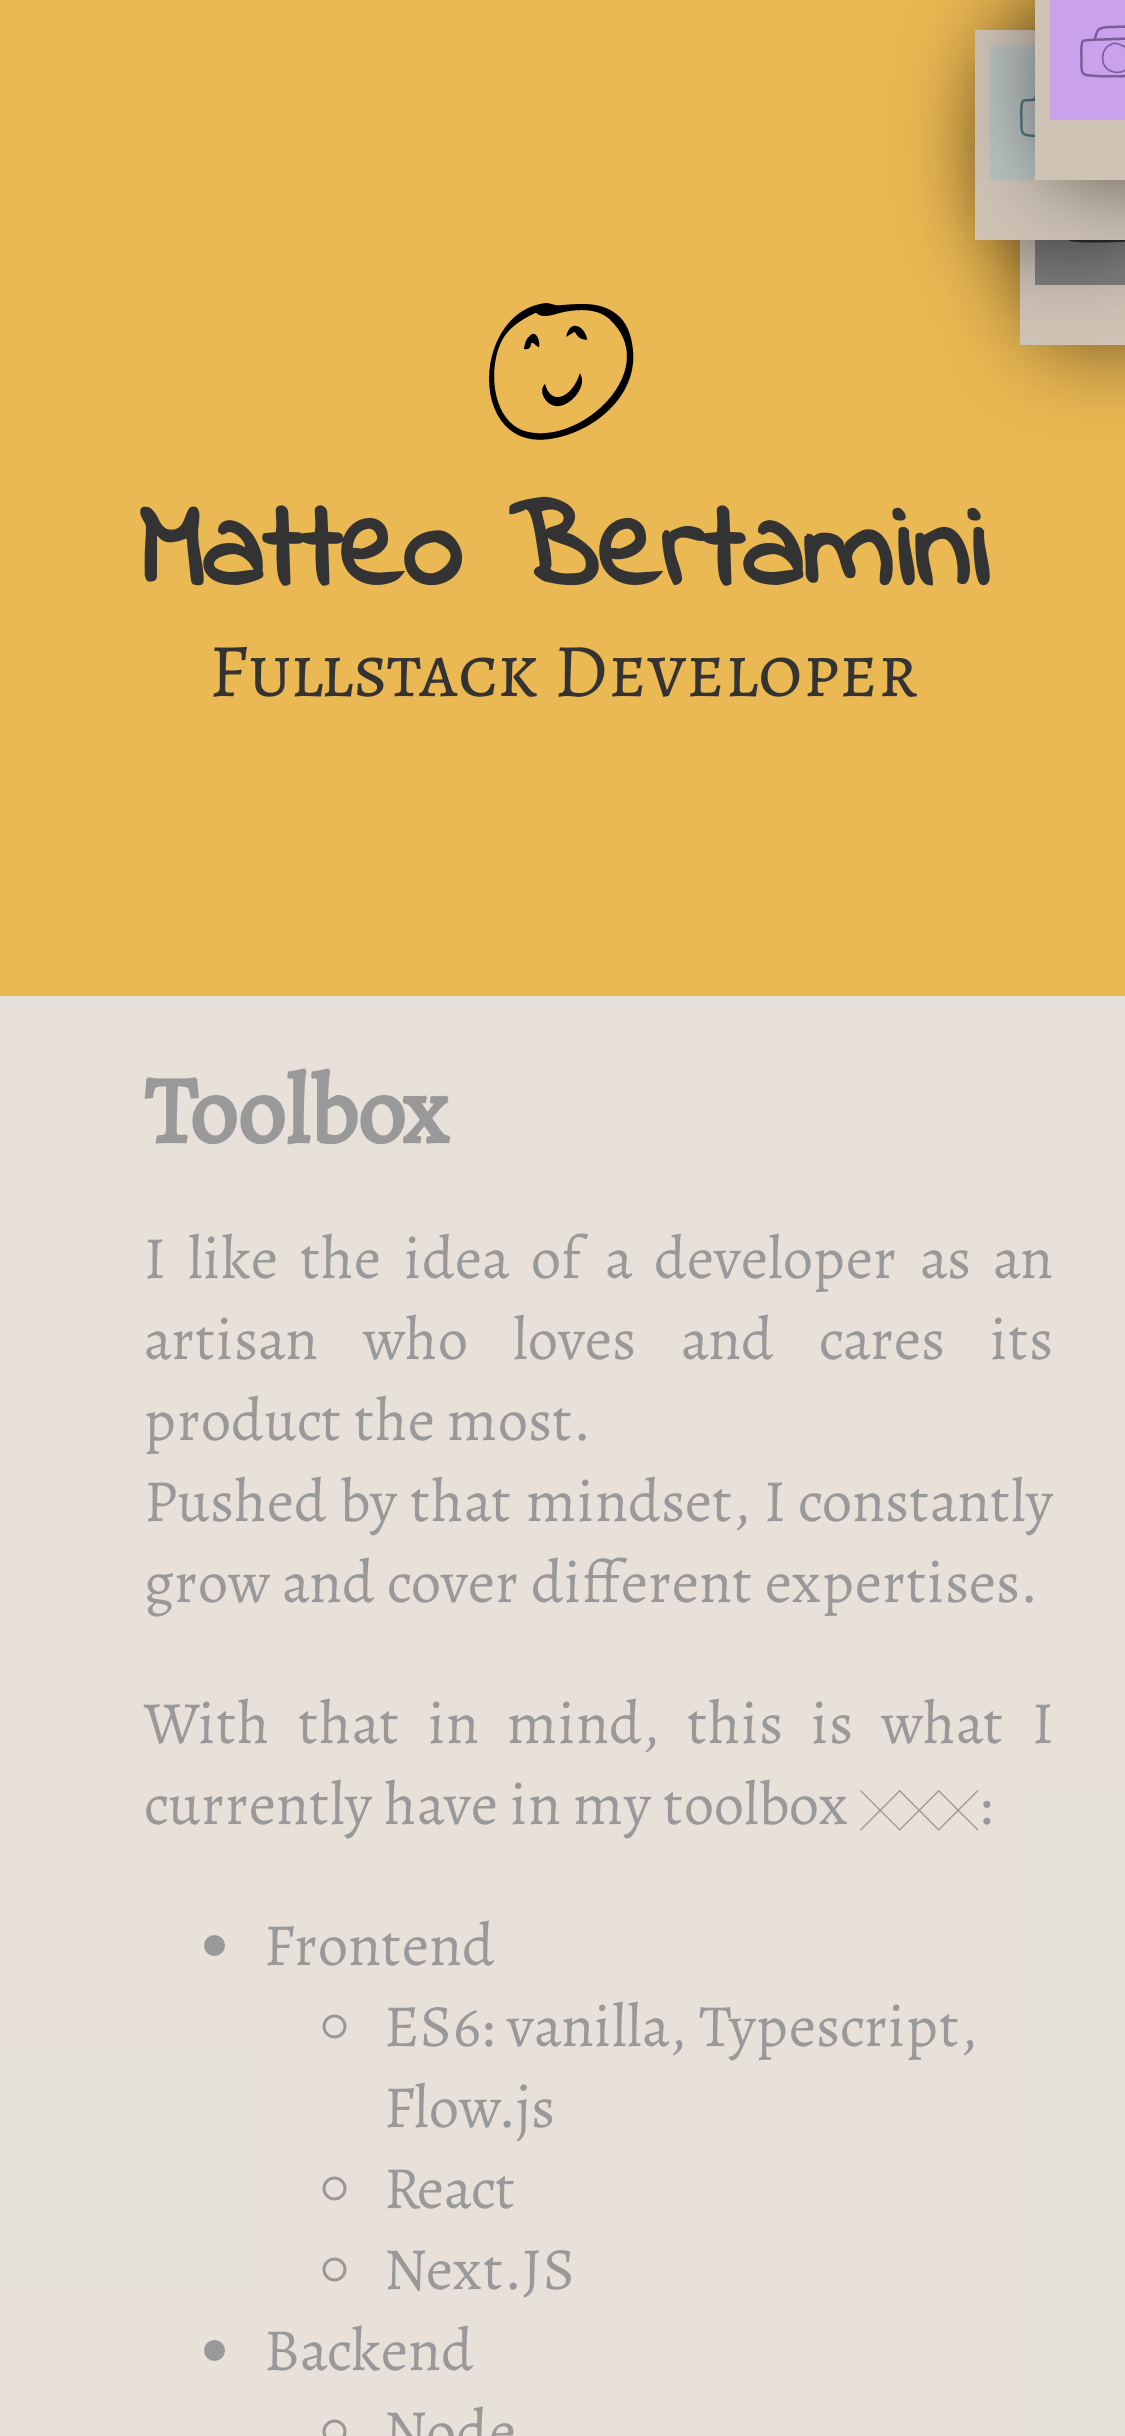 Matteo Bertamini
Fullstack Developer
Toolbox
I like the idea of a developer as an
artisan who loves and cares its
product the most.
Pushed by that mindset, I constantly
grow and cover different expertises.
With that in mind, this is what I
currently have in my toolbox :
Frontend
ES6: vanilla, Typescript,
Flow.js
React
Next.JS
Backend
Node